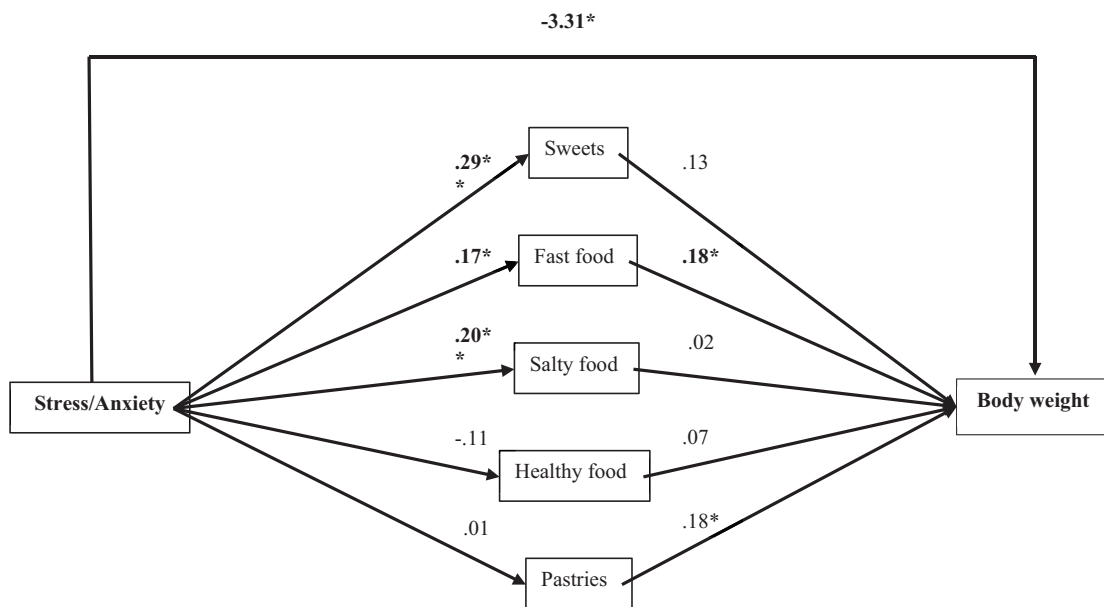 -3.31*
Sweets
.29*
*
.13
Fast food
.17*
.18*
.20*
*
.02
Salty food
Stress/Anxiety
Body weight
-.11
.07
Healthy food
.01
.18*
Pastries